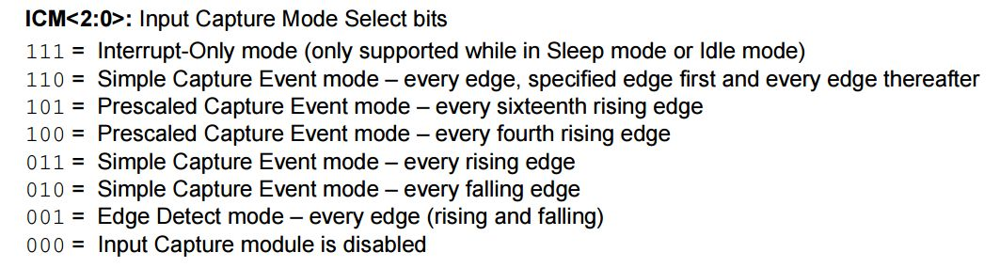 ICM<2:0>: Input Capture Mode Select bits
111 = Interrupt-Only mode (only supported while in Sleep mode or Idle mode)
110 = Simple Capture Event mode – every edge, specified edge first and every edge thereafter
101 = Prescaled Capture Event mode – every sixteenth rising edge
100 = Prescaled Capture Event mode – every fourth rising edge
011 = Simple Capture Event mode – every rising edge
010 = Simple Capture Event mode – every falling edge
001 = Edge Detect mode – every edge (rising and falling)
000 = Input Capture module is disabled